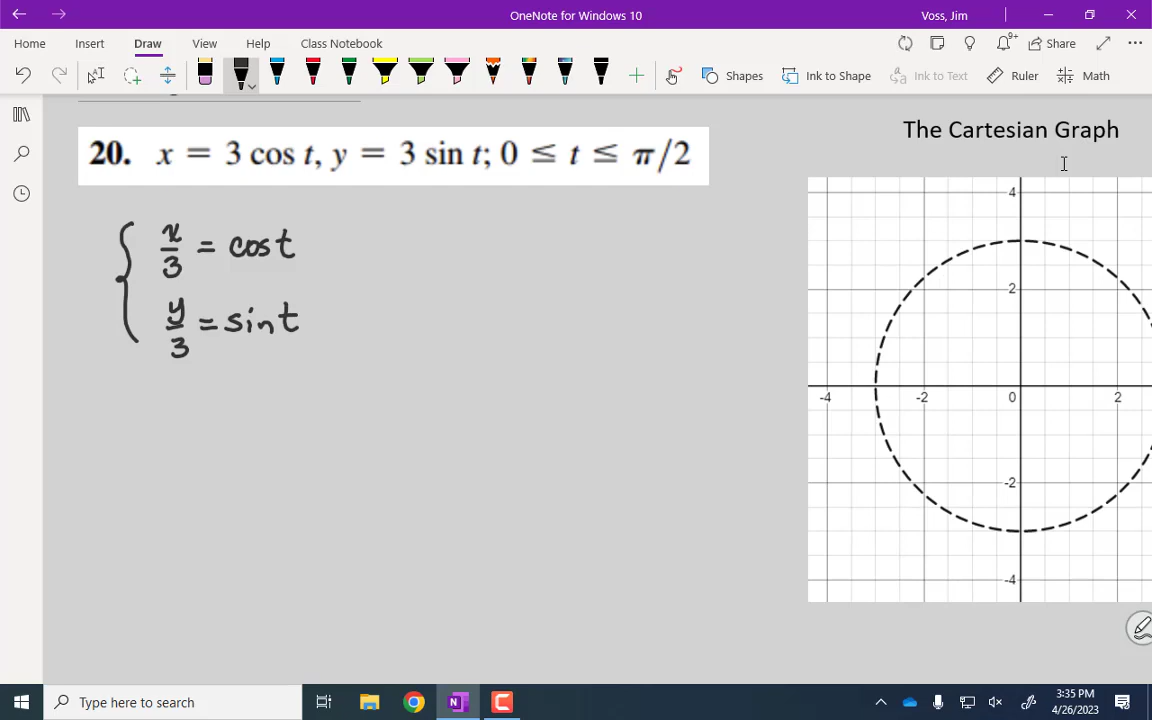 OneNote for Windows 10
Voss, Jim
Home Insert Draw View Help Class Notebook
9+ Share
Ink to Text
Shapes Ink to Shape Ruler Math
The Cartesian Graph
20. x = 3 cos t, y = 3 sin t; 0 ≤ t ≤ π/2
x/3 = cos t
y/3 = sin t
4
2
-4 -2 0 2
-2
-4
Type here to search
3:35 PM
4/26/2023